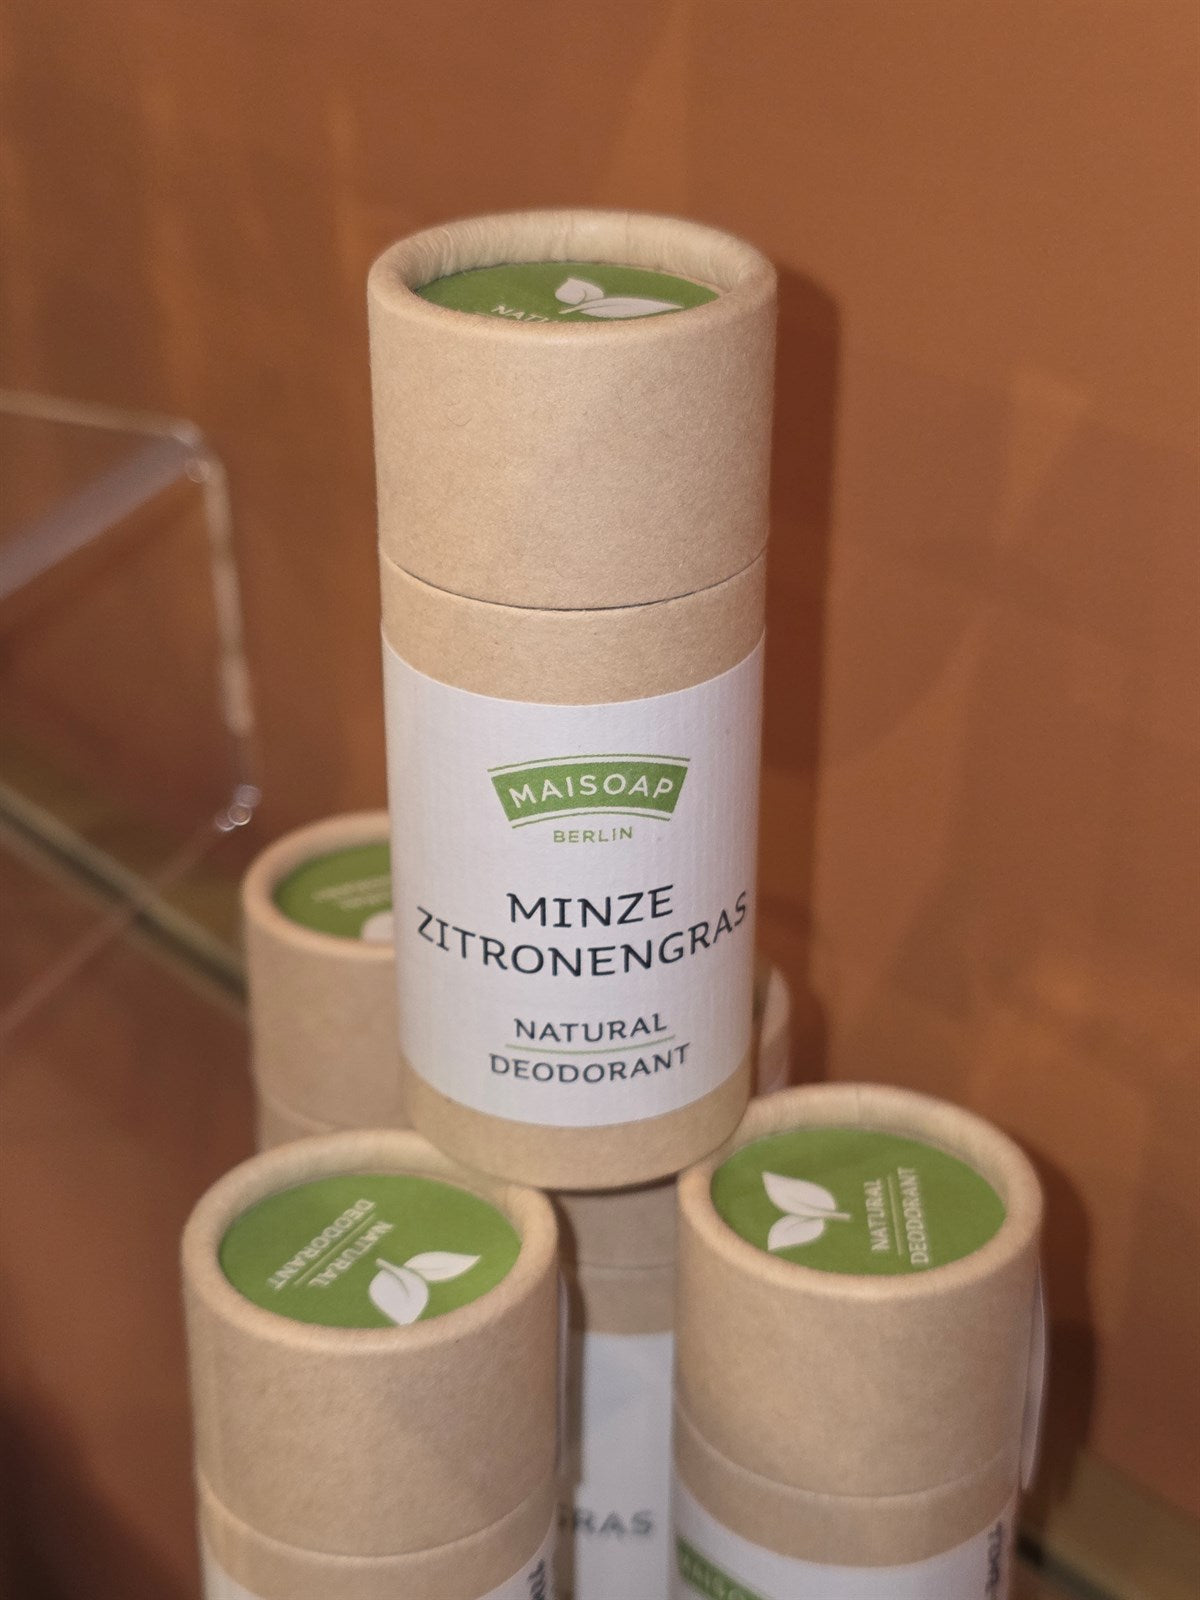 MAISOAP
BERLIN
MINZE
ZITRONENGRAS
NATURAL
DEODORANT
NATURAL
DEODORANT
NATURAL
DEODORANT